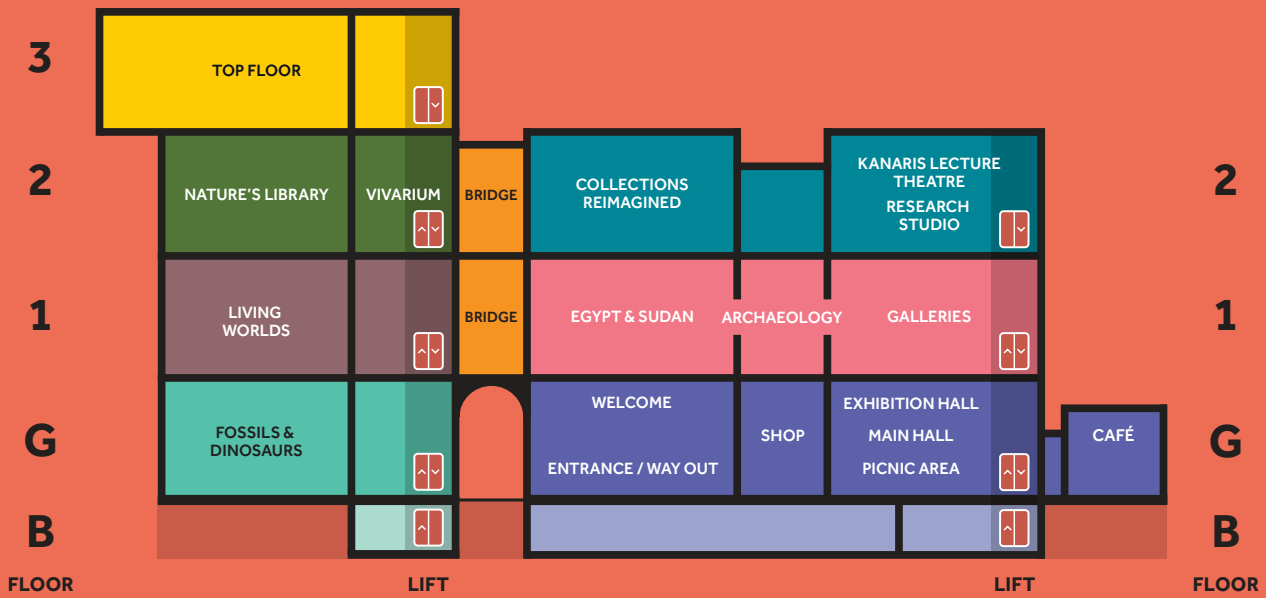 3
TOP FLOOR
2
NATURE'S LIBRARY
VIVARIUM
BRIDGE
COLLECTIONS
REIMAGINED
KANARIS LECTURE
THEATRE
RESEARCH
STUDIO
2
1
LIVING
WORLDS
BRIDGE
EGYPT & SUDAN
ARCHAEOLOGY
GALLERIES
1
G
FOSSILS &
DINOSAURS
WELCOME
ENTRANCE / WAY OUT
SHOP
EXHIBITION HALL
MAIN HALL
PICNIC AREA
CAFÉ
G
B
B
FLOOR
LIFT
LIFT
FLOOR